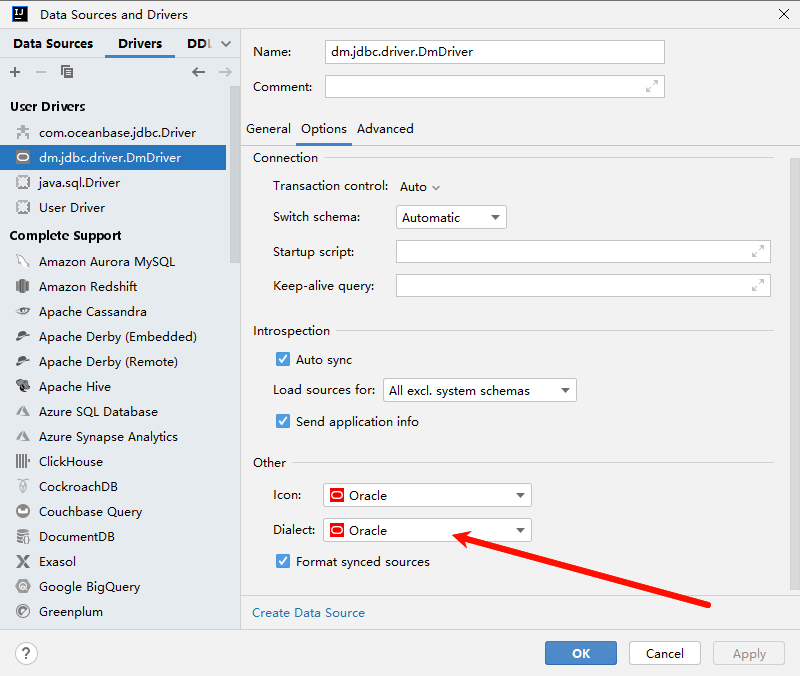 Data Sources and Drivers
Data Sources Drivers DDL
User Drivers
com.oceanbase.jdbc.Driver
dm.jdbc.driver.DmDriver
java.sql.Driver
User Driver
Complete Support
Amazon Aurora MySQL
Amazon Redshift
Apache Cassandra
Apache Derby (Embedded)
Apache Derby (Remote)
Apache Hive
Azure SQL Database
Azure Synapse Analytics
ClickHouse
CockroachDB
Couchbase Query
DocumentDB
Exasol
Google BigQuery
Greenplum
Name: dm.jdbc.driver.DmDriver
Comment:
General Options Advanced
Connection
Transaction control: Auto
Switch schema: Automatic
Startup script:
Keep-alive query:
Introspection
Auto sync
Load sources for: All excl. system schemas
Send application info
Other
Icon: Oracle
Dialect: Oracle
Format synced sources
Create Data Source
? OK Cancel Apply